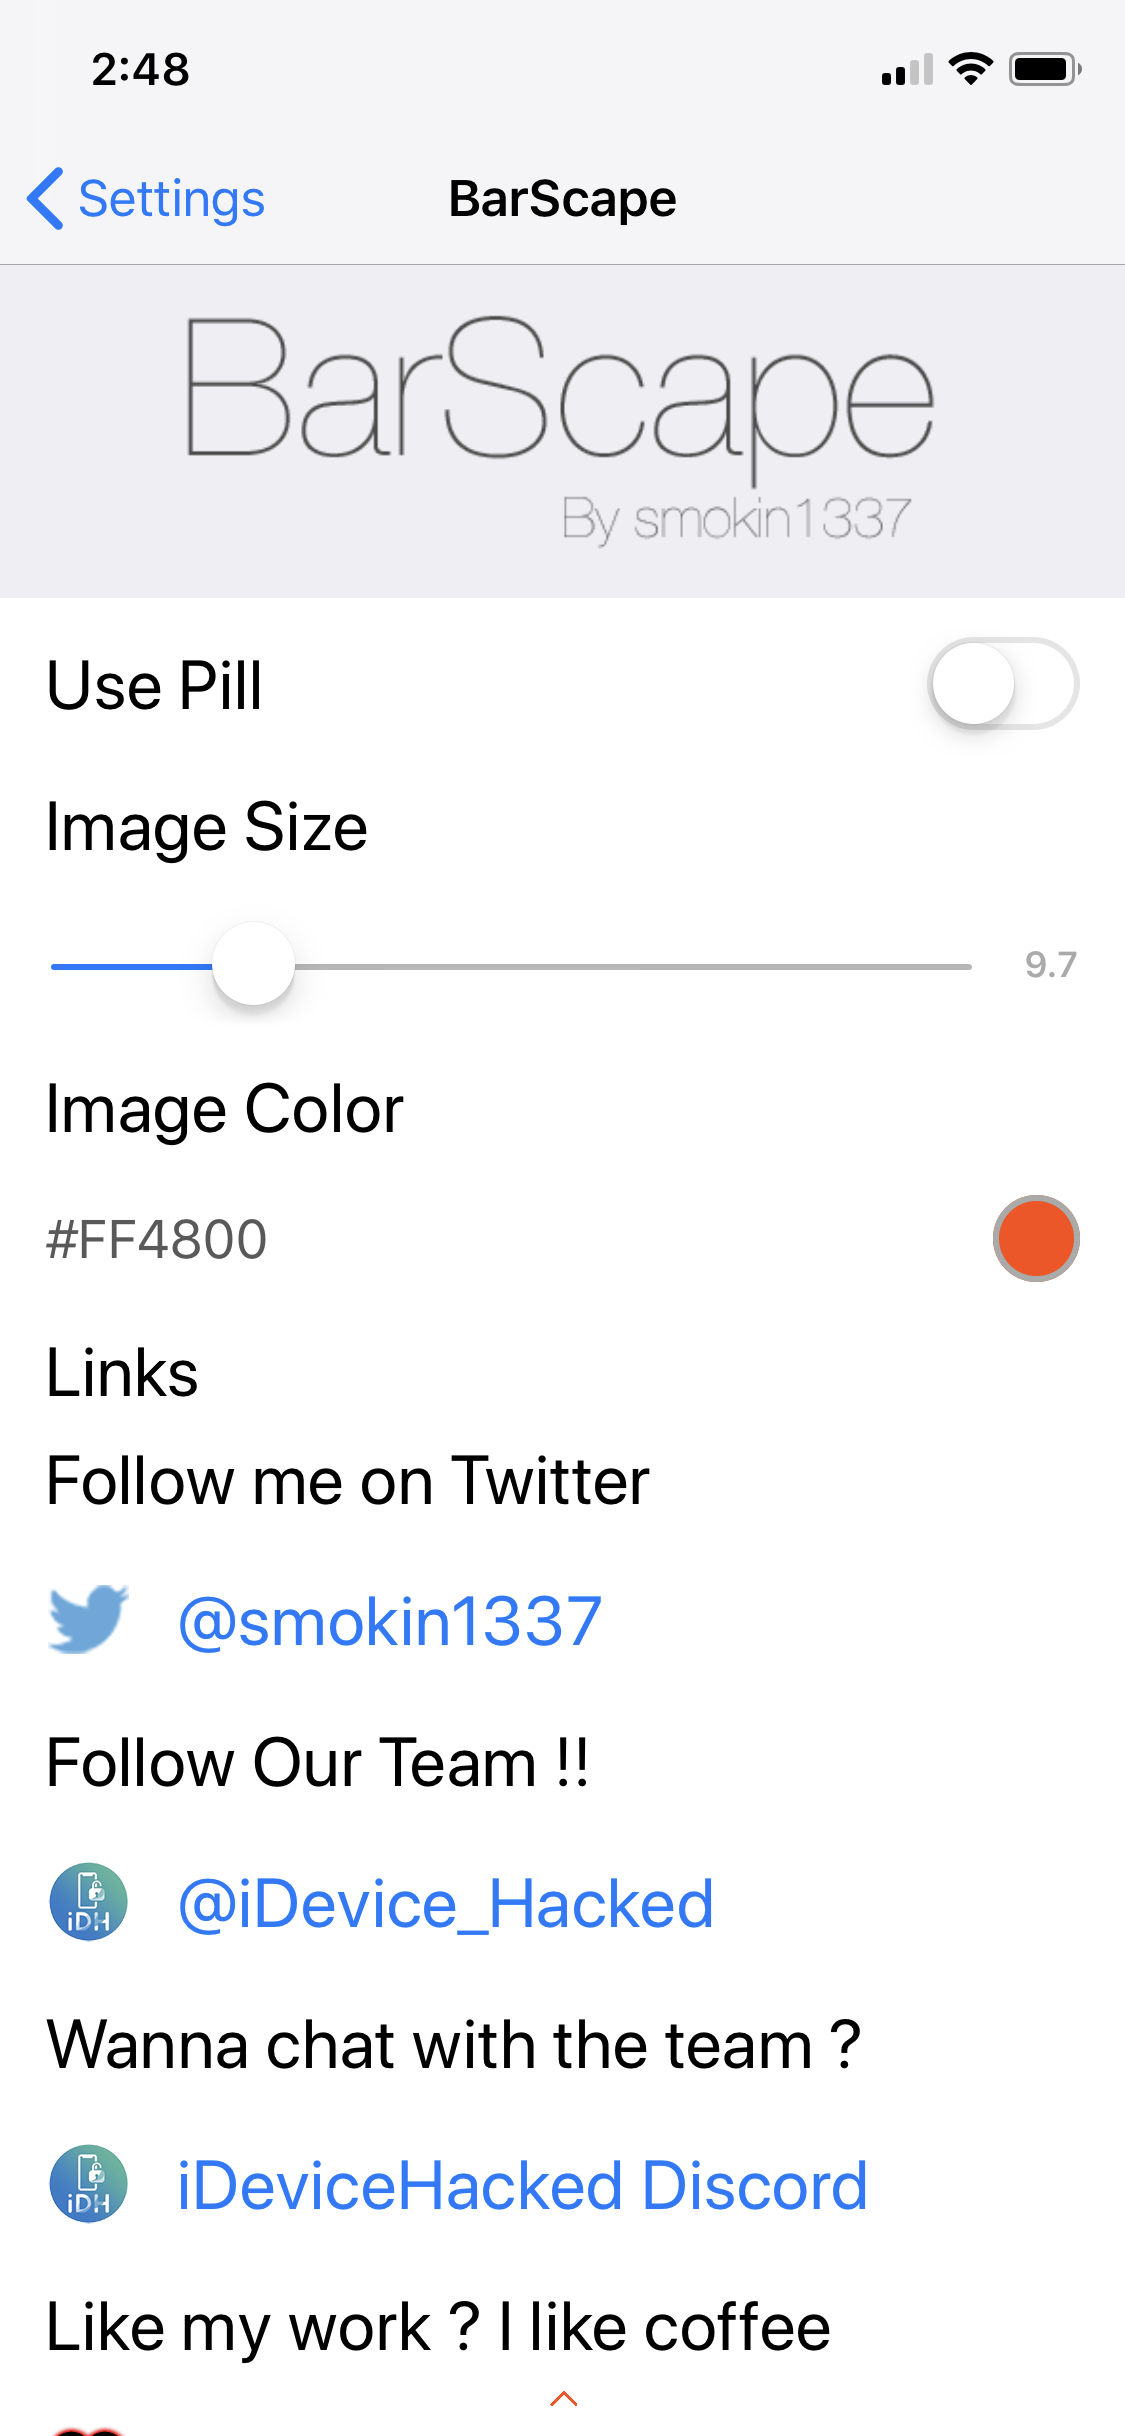 2:48
Settings
BarScape
BarScape
By smokin1337
Use Pill
Image Size
9.7
Image Color
#FF4800
Links
Follow me on Twitter
@smokin1337
Follow Our Team !!
iDH
@iDevice_Hacked
Wanna chat with the team ?
iDH
iDeviceHacked Discord
Like my work ? I like coffee